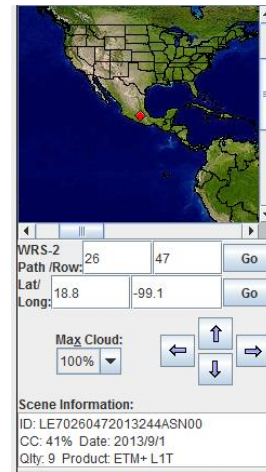 WRS-2
Path /Row: 26 47 Go
Lat/
Long: 18.8 -99.1 Go
Max Cloud:
100%
Scene Information:
ID: LE70260472013244ASN00
CC: 41% Date: 2013/9/1
Qlty: 9 Product: ETM+ L1T